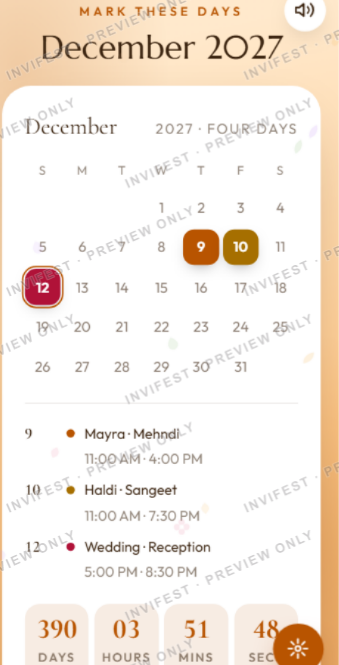 MARK THESE DAYS
December 2027
December 2027 · FOUR DAYS
S M T W T F S
1 2 3 4
5 6 7 8 9 10 11
12 13 14 15 16 17 18
19 20 21 22 23 24 25
26 27 28 29 30 31
9 Mayra · Mehndi
11:00 AM · 4:00 PM
10 Haldi · Sangeet
11:00 AM · 7:30 PM
12 Wedding · Reception
5:00 PM · 8:30 PM
390 03 51 48
DAYS HOURS MINS SEC
INVIFEST · PREVIEW ONLY